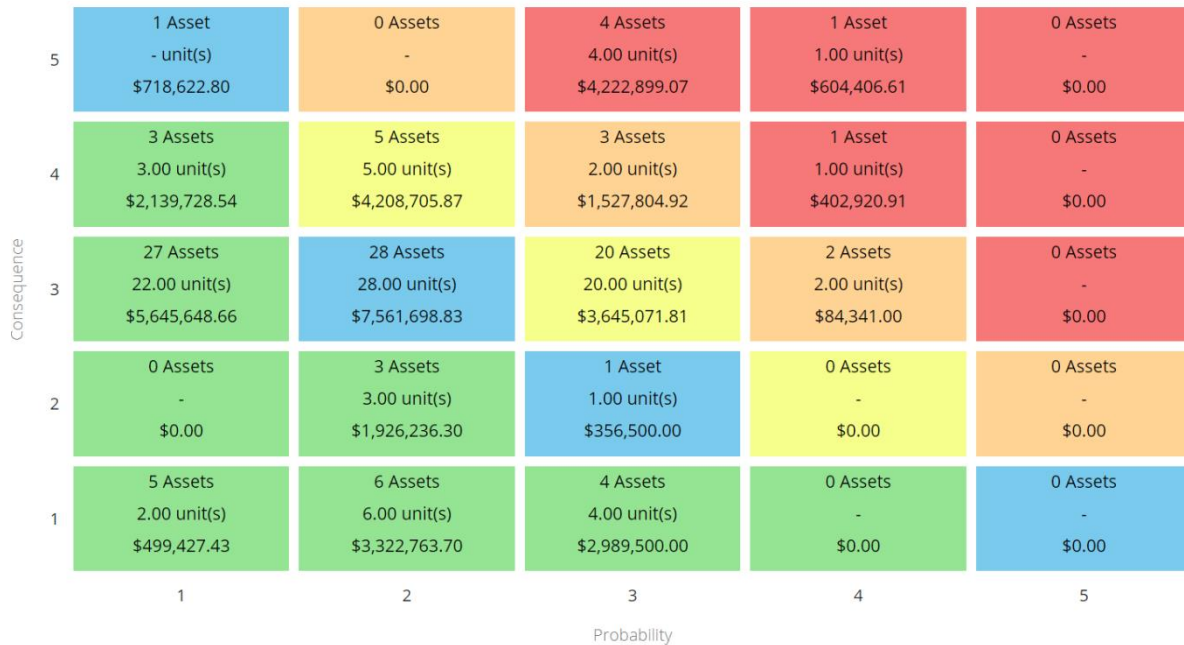 Consequence
5
1 Asset
- unit(s)
$718,622.80
0 Assets
-
$0.00
4 Assets
4.00 unit(s)
$4,222,899.07
1 Asset
1.00 unit(s)
$604,406.61
0 Assets
-
$0.00
4
3 Assets
3.00 unit(s)
$2,139,728.54
5 Assets
5.00 unit(s)
$4,208,705.87
3 Assets
2.00 unit(s)
$1,527,804.92
1 Asset
1.00 unit(s)
$402,920.91
0 Assets
-
$0.00
3
27 Assets
22.00 unit(s)
$5,645,648.66
28 Assets
28.00 unit(s)
$7,561,698.83
20 Assets
20.00 unit(s)
$3,645,071.81
2 Assets
2.00 unit(s)
$84,341.00
0 Assets
-
$0.00
2
0 Assets
-
$0.00
3 Assets
3.00 unit(s)
$1,926,236.30
1 Asset
1.00 unit(s)
$356,500.00
0 Assets
-
$0.00
0 Assets
-
$0.00
1
5 Assets
2.00 unit(s)
$499,427.43
6 Assets
6.00 unit(s)
$3,322,763.70
4 Assets
4.00 unit(s)
$2,989,500.00
0 Assets
-
$0.00
0 Assets
-
$0.00
1
2
3
4
5
Probability